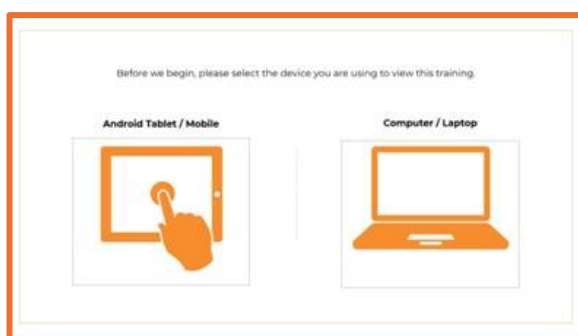 Before we begin, please select the device you are using to view this training.
Android Tablet / Mobile
Computer / Laptop